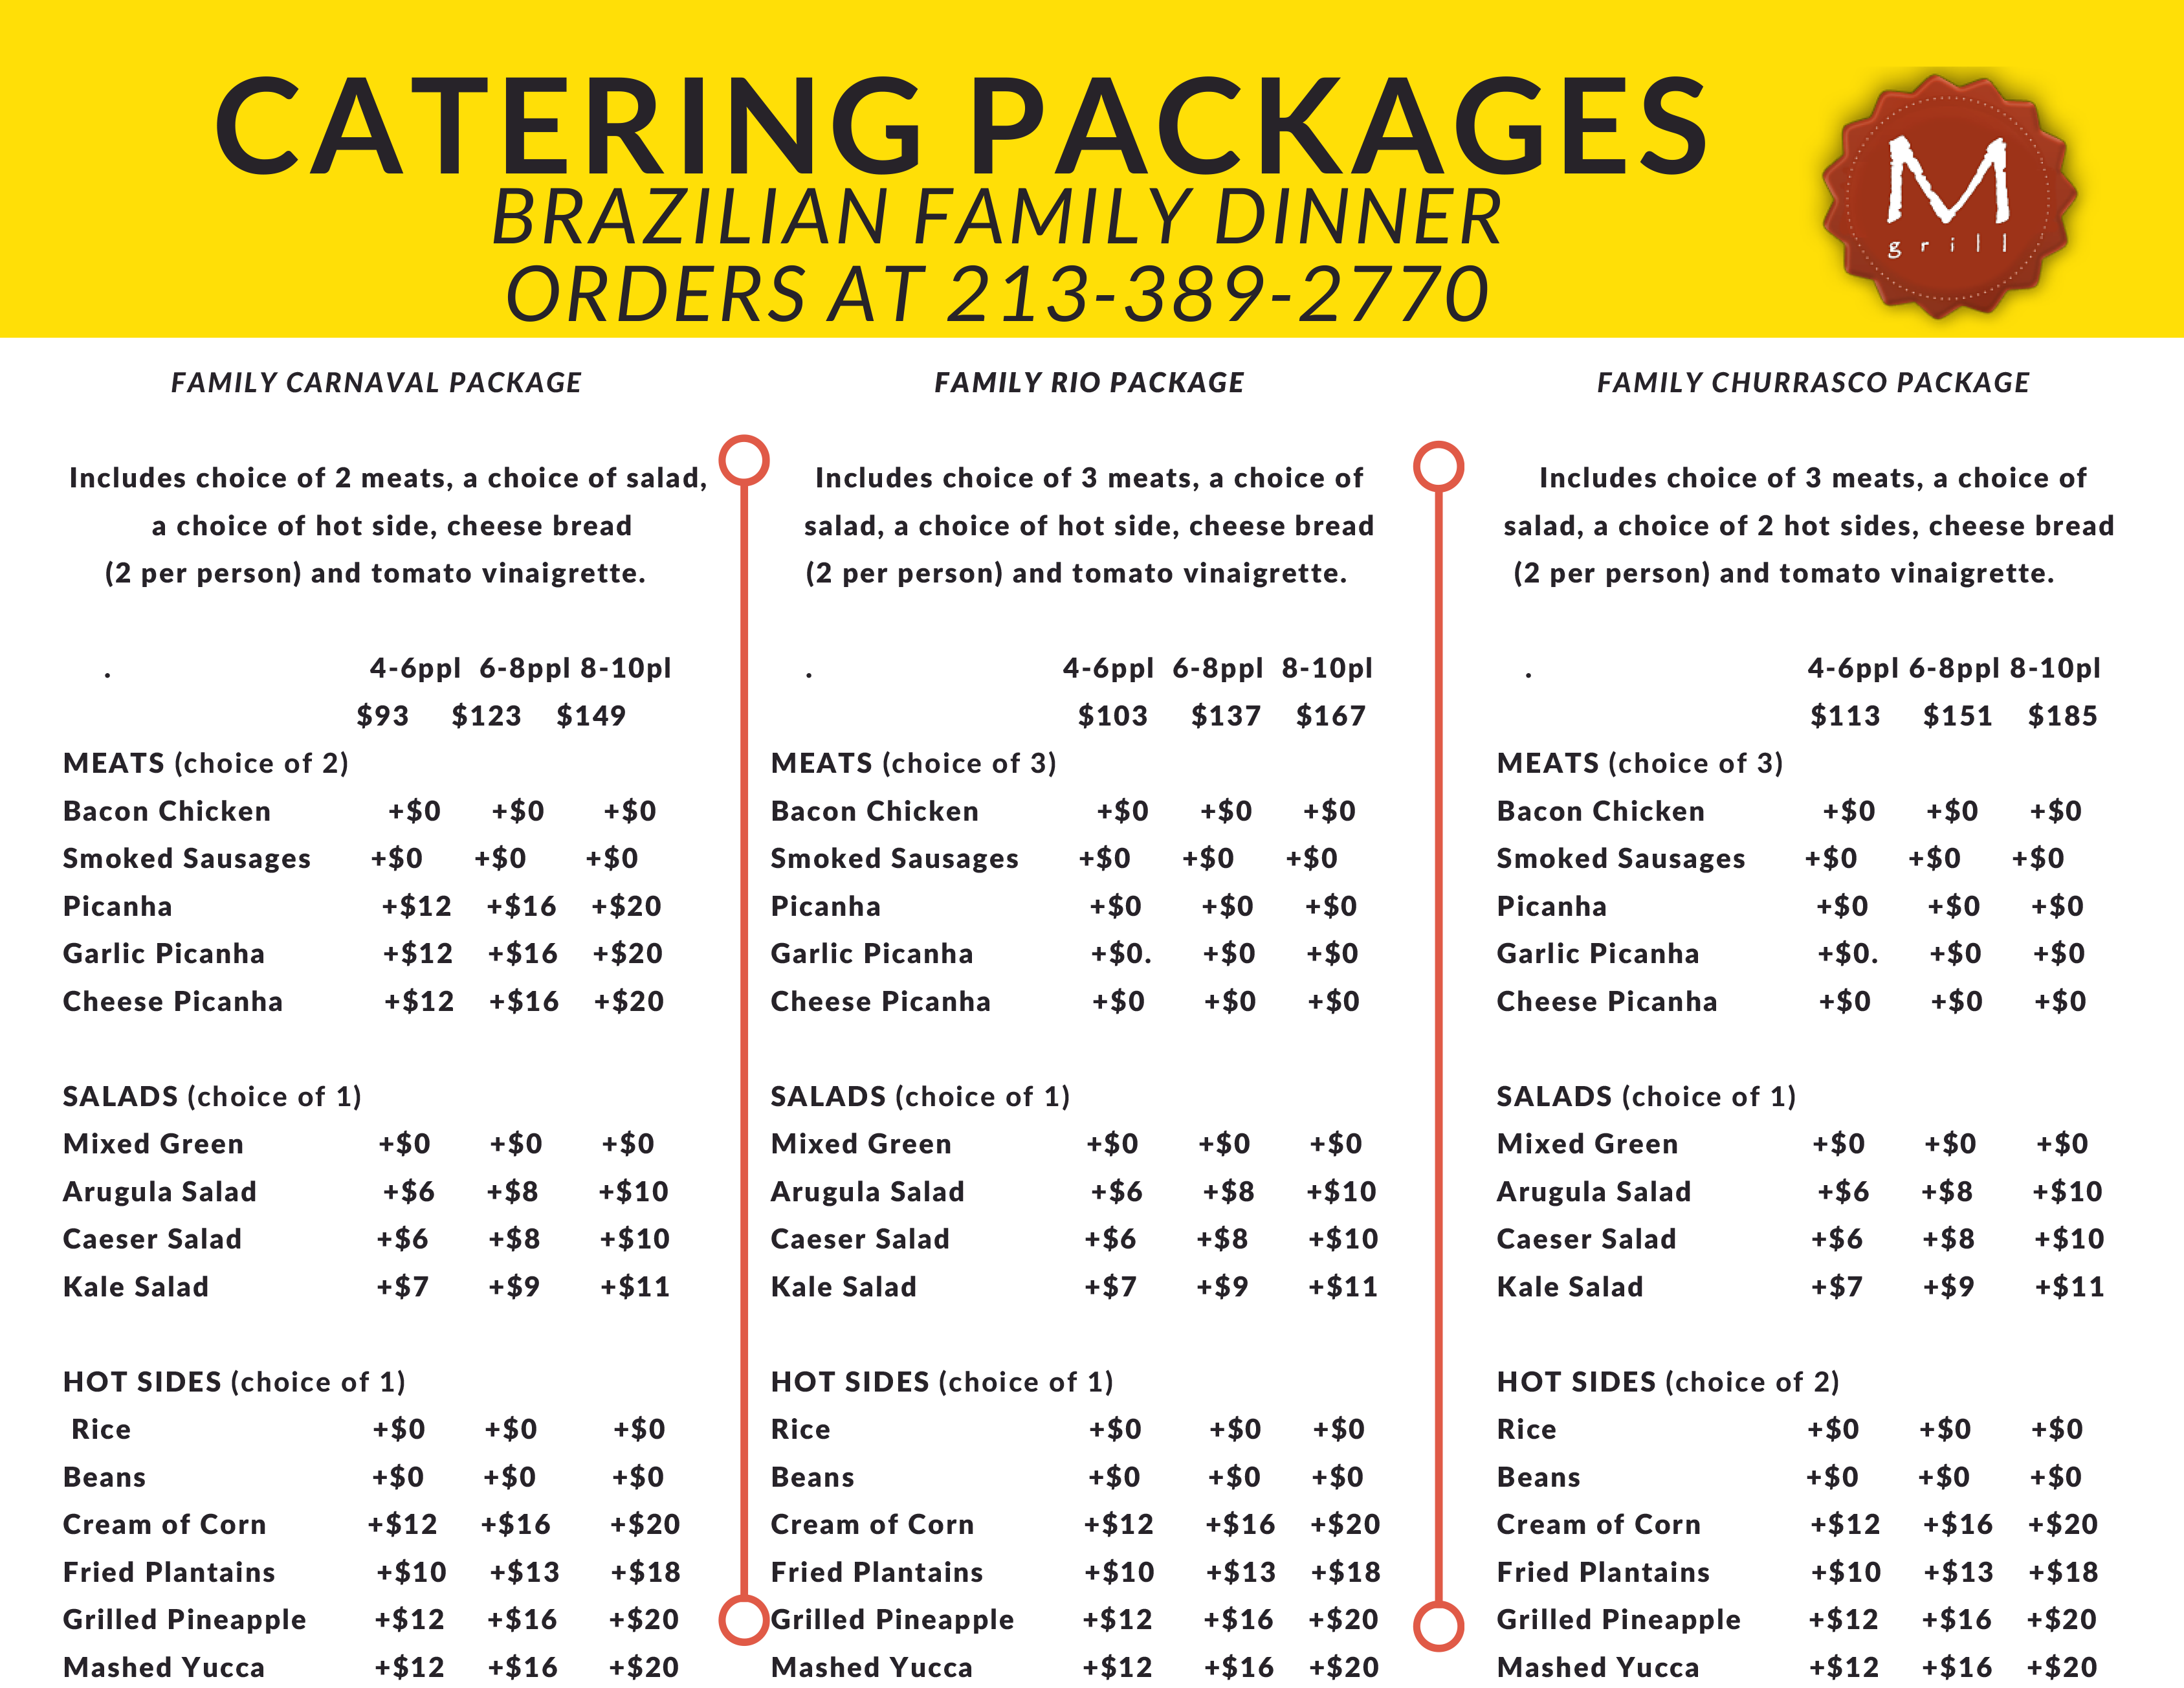 CATERING PACKAGES
BRAZILIAN FAMILY DINNER
ORDERS AT 213-389-2770
M
grill
FAMILY CARNAVAL PACKAGE
Includes choice of 2 meats, a choice of salad,
a choice of hot side, cheese bread
(2 per person) and tomato vinaigrette.
. 4-6ppl 6-8ppl 8-10pl
$93 $123 $149
MEATS (choice of 2)
Bacon Chicken +$0 +$0 +$0
Smoked Sausages +$0 +$0 +$0
Picanha +$12 +$16 +$20
Garlic Picanha +$12 +$16 +$20
Cheese Picanha +$12 +$16 +$20
SALADS (choice of 1)
Mixed Green +$0 +$0 +$0
Arugula Salad +$6 +$8 +$10
Caeser Salad +$6 +$8 +$10
Kale Salad +$7 +$9 +$11
HOT SIDES (choice of 1)
Rice +$0 +$0 +$0
Beans +$0 +$0 +$0
Cream of Corn +$12 +$16 +$20
Fried Plantains +$10 +$13 +$18
Grilled Pineapple +$12 +$16 +$20
Mashed Yucca +$12 +$16 +$20
FAMILY RIO PACKAGE
Includes choice of 3 meats, a choice of
salad, a choice of hot side, cheese bread
(2 per person) and tomato vinaigrette.
. 4-6ppl 6-8ppl 8-10pl
$103 $137 $167
MEATS (choice of 3)
Bacon Chicken +$0 +$0 +$0
Smoked Sausages +$0 +$0 +$0
Picanha +$0 +$0 +$0
Garlic Picanha +$0. +$0 +$0
Cheese Picanha +$0 +$0 +$0
SALADS (choice of 1)
Mixed Green +$0 +$0 +$0
Arugula Salad +$6 +$8 +$10
Caeser Salad +$6 +$8 +$10
Kale Salad +$7 +$9 +$11
HOT SIDES (choice of 1)
Rice +$0 +$0 +$0
Beans +$0 +$0 +$0
Cream of Corn +$12 +$16 +$20
Fried Plantains +$10 +$13 +$18
Grilled Pineapple +$12 +$16 +$20
Mashed Yucca +$12 +$16 +$20
FAMILY CHURRASCO PACKAGE
Includes choice of 3 meats, a choice of
salad, a choice of 2 hot sides, cheese bread
(2 per person) and tomato vinaigrette.
. 4-6ppl 6-8ppl 8-10pl
$113 $151 $185
MEATS (choice of 3)
Bacon Chicken +$0 +$0 +$0
Smoked Sausages +$0 +$0 +$0
Picanha +$0 +$0 +$0
Garlic Picanha +$0. +$0 +$0
Cheese Picanha +$0 +$0 +$0
SALADS (choice of 1)
Mixed Green +$0 +$0 +$0
Arugula Salad +$6 +$8 +$10
Caeser Salad +$6 +$8 +$10
Kale Salad +$7 +$9 +$11
HOT SIDES (choice of 2)
Rice +$0 +$0 +$0
Beans +$0 +$0 +$0
Cream of Corn +$12 +$16 +$20
Fried Plantains +$10 +$13 +$18
Grilled Pineapple +$12 +$16 +$20
Mashed Yucca +$12 +$16 +$20